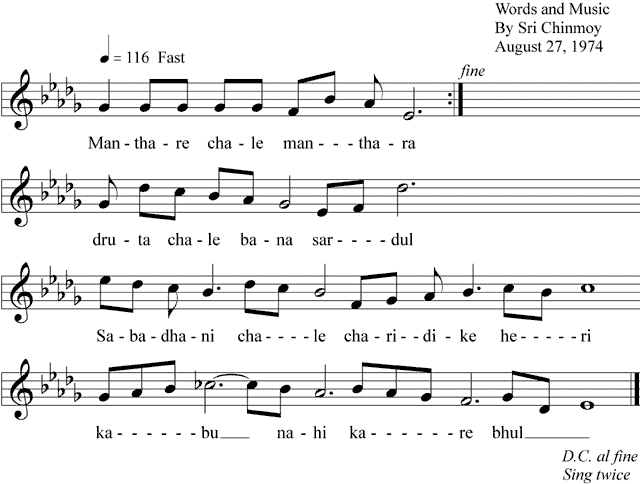 Words and Music
By Sri Chinmoy
August 27, 1974
♩ = 116 Fast
fine
Man - tha - re cha - le man - - - tha - ra
dru - ta cha - le ba - na sar - - - - dul
Sa - ba - dha - ni cha - - - - le cha - ri - di - ke he - - - - ri
ka - - - - - - bu___ na - hi ka - - - - - - re bhul______
D.C. al fine
Sing twice